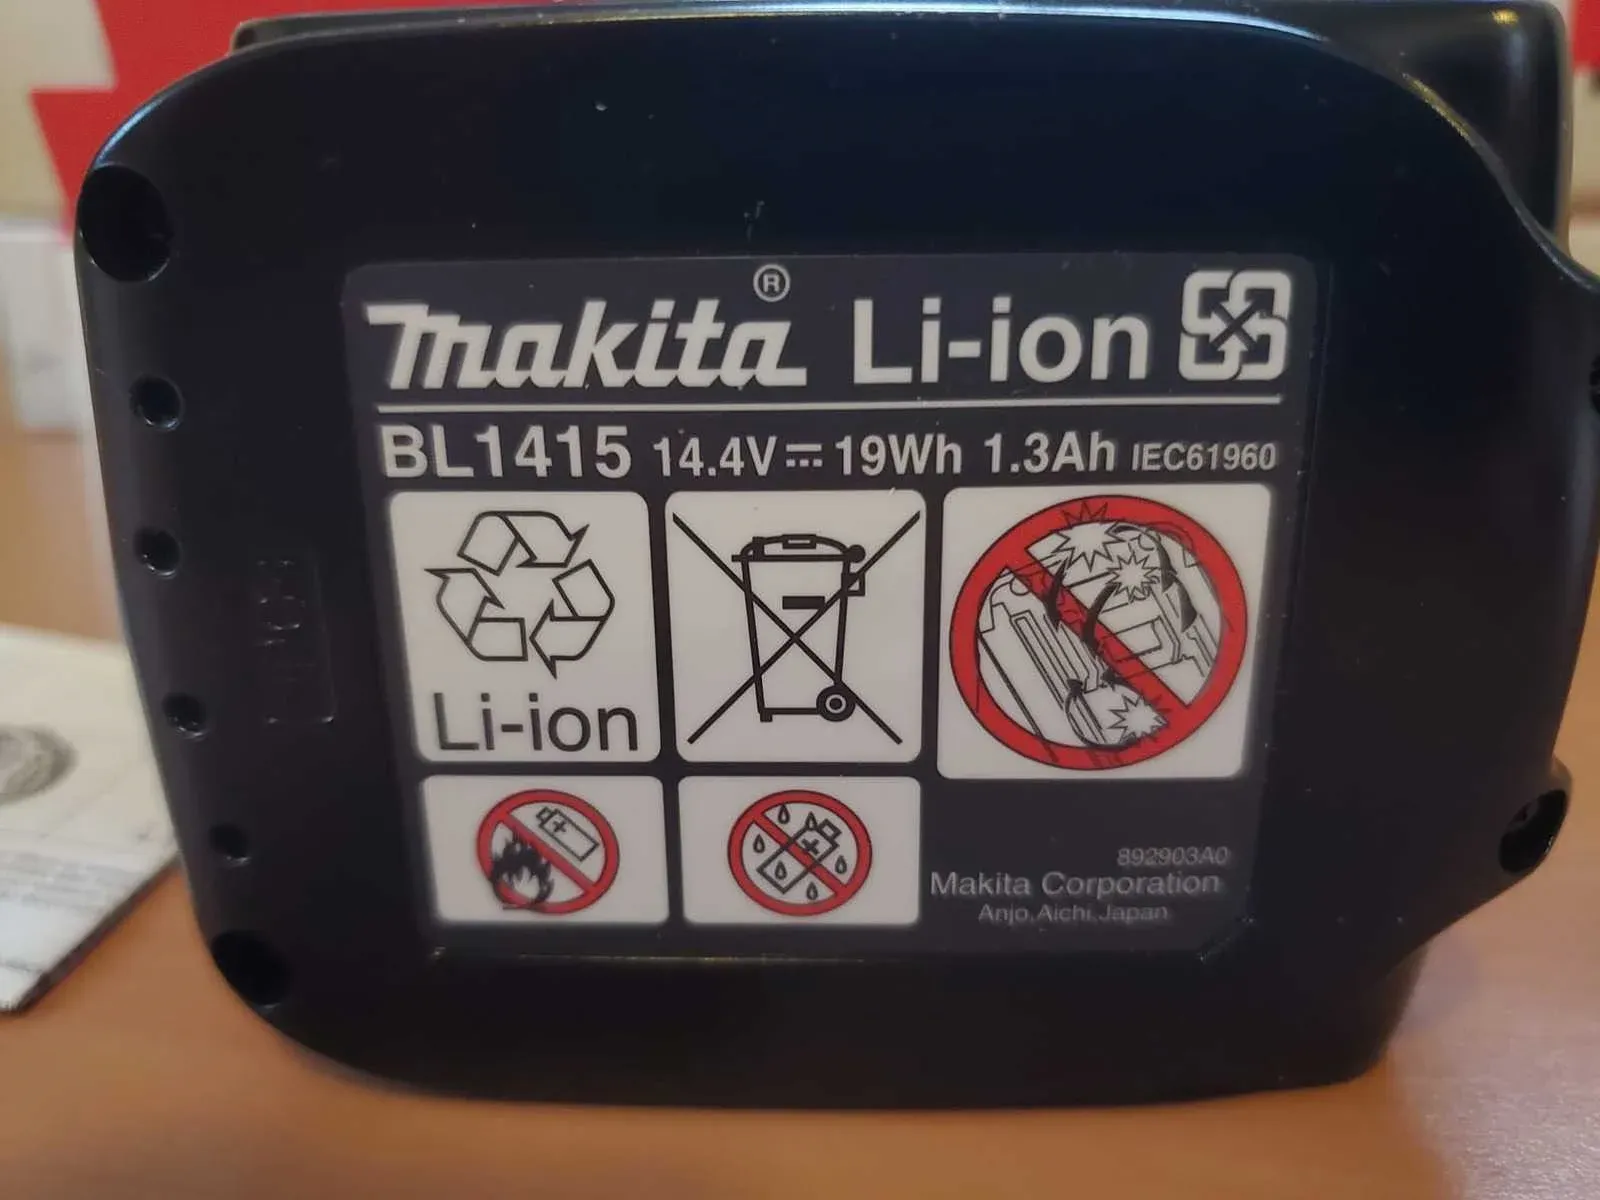 makita® Li-ion
BL1415 14.4V⎓19Wh 1.3Ah IEC61960
Li-ion
892903A0
Makita Corporation
Anjo, Aichi, Japan